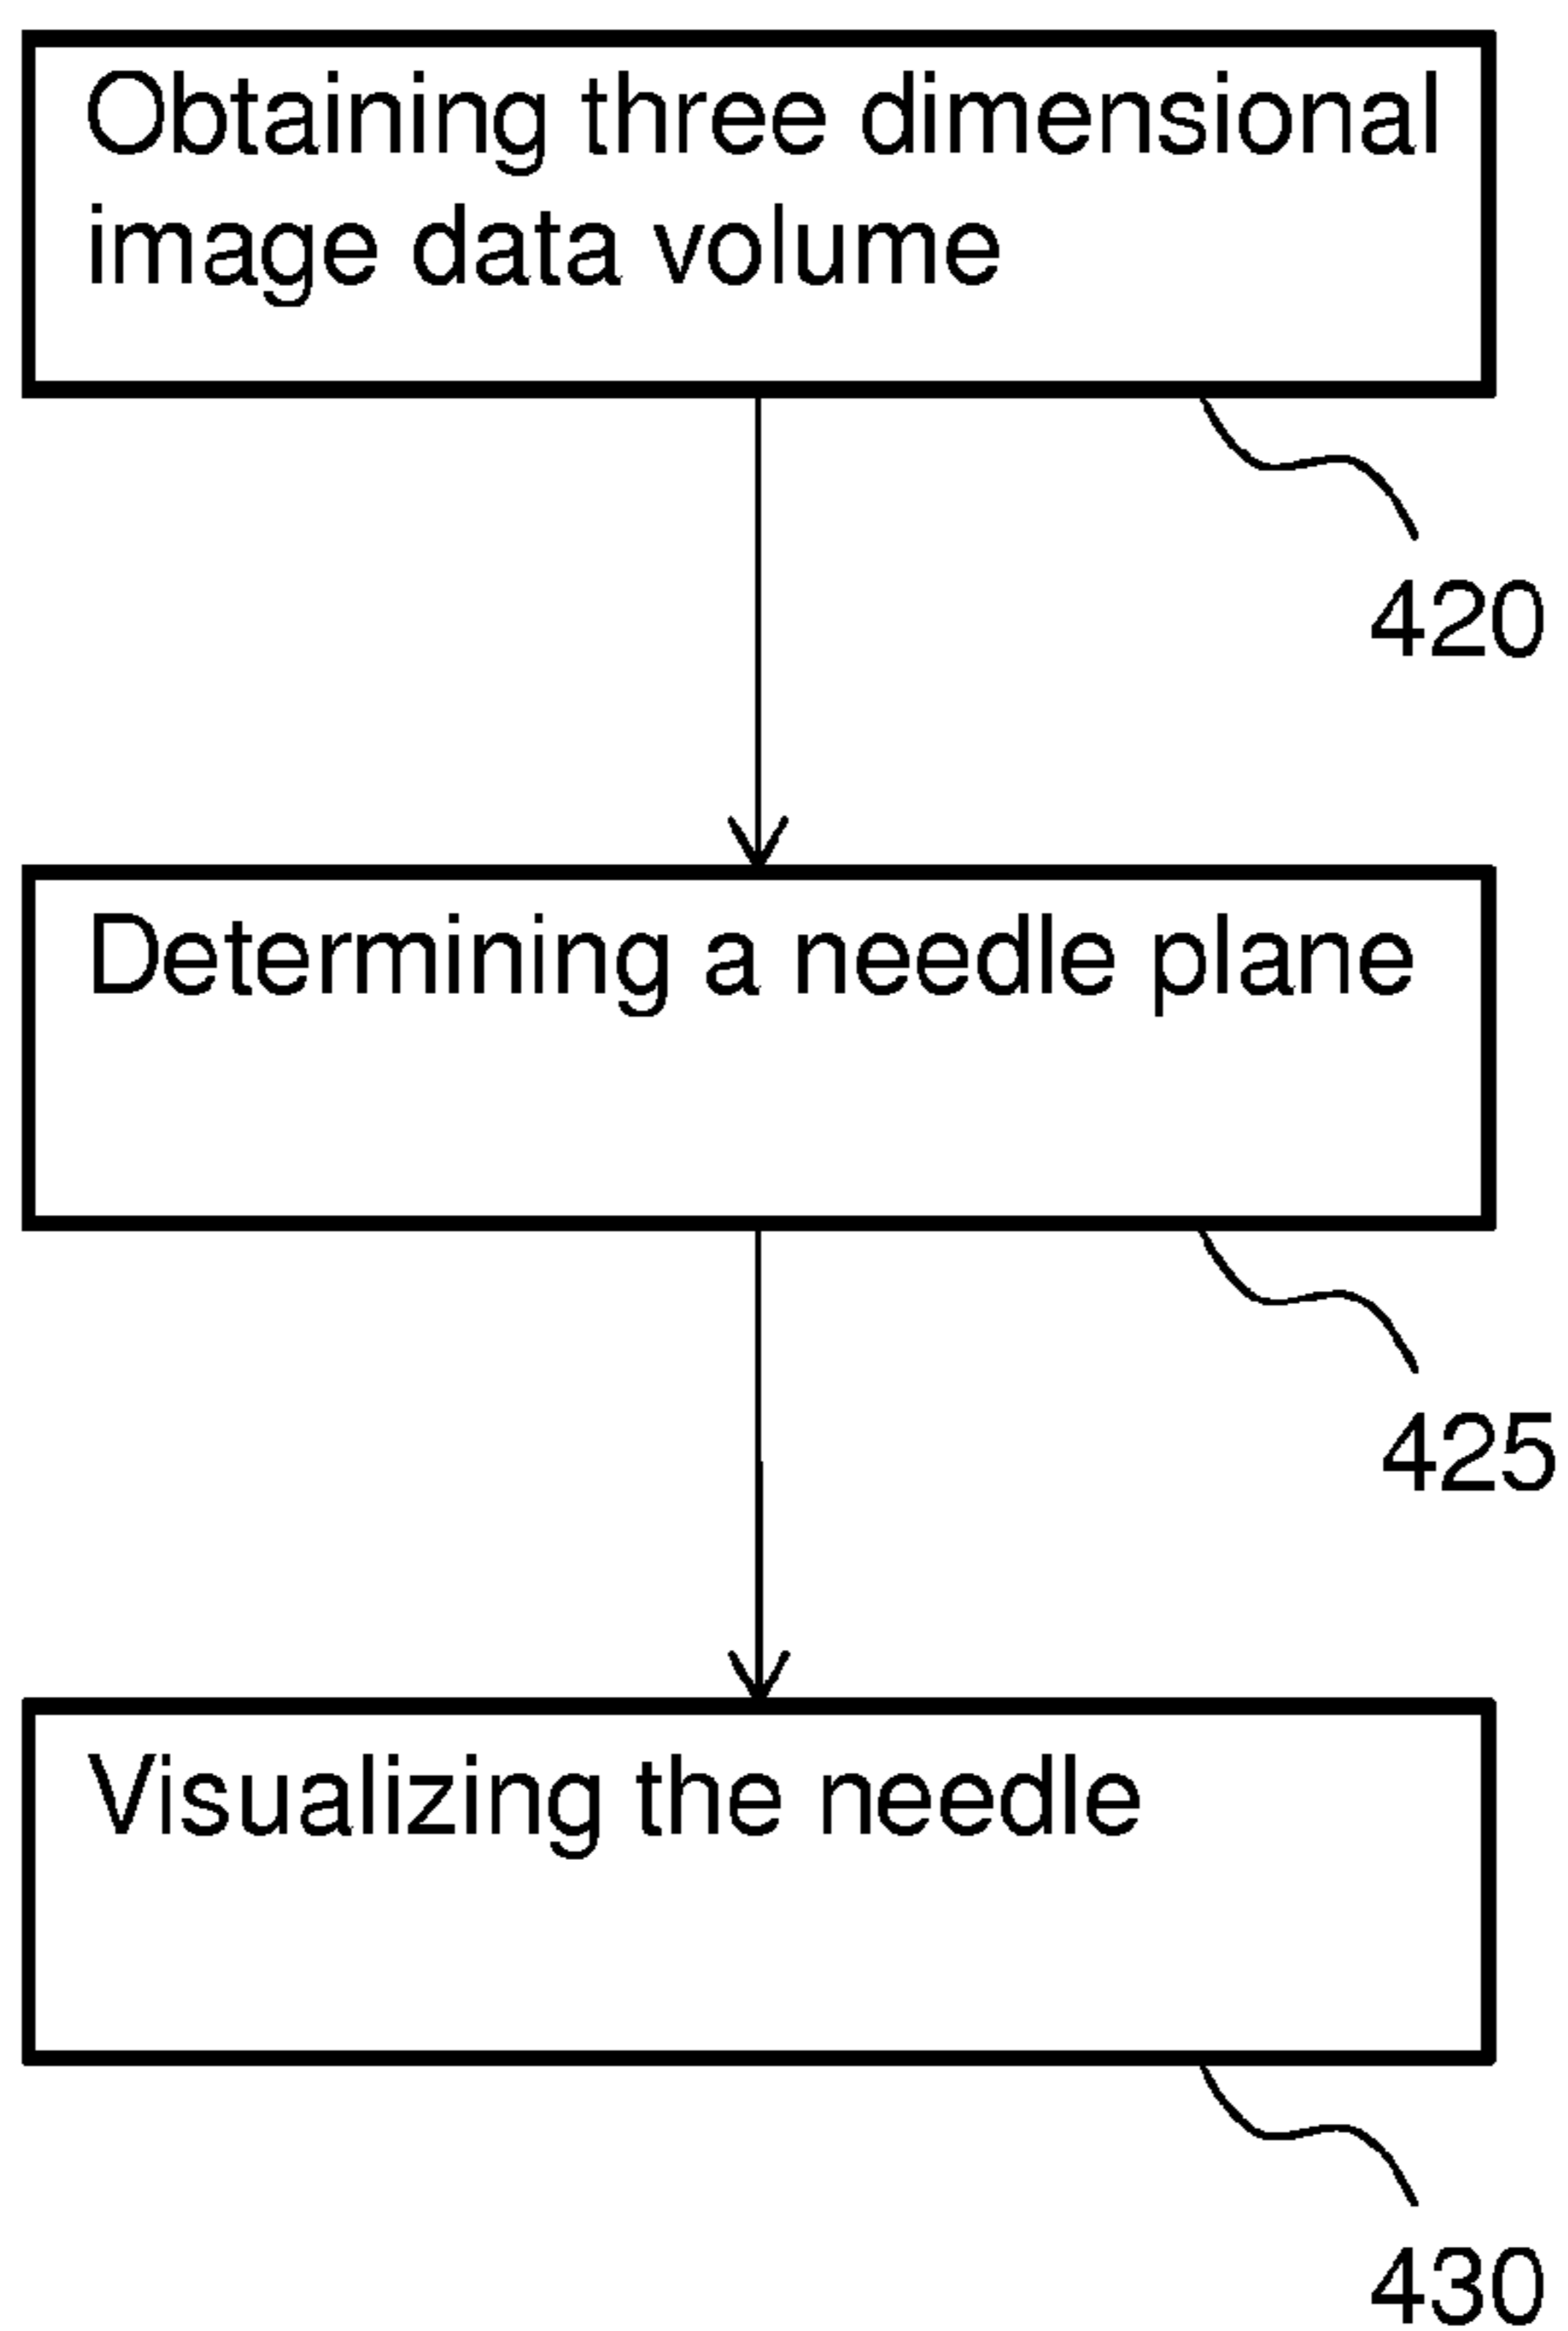 Obtaining three dimensional
image data volume
420
Determining a needle plane
425
Visualizing the needle
430